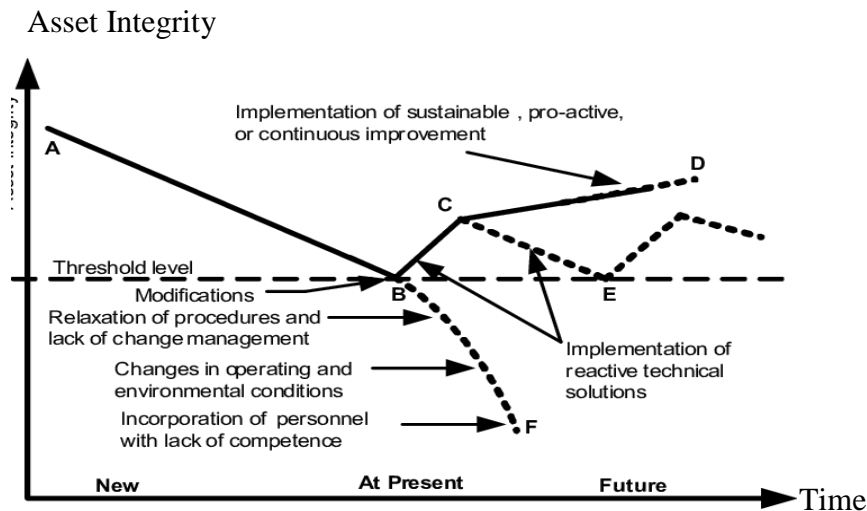 Asset Integrity
Implementation of sustainable , pro-active,
or continuous improvement
A
D
C
Threshold level
B
E
Modifications
Relaxation of procedures and
lack of change management
Changes in operating and
environmental conditions
Implementation of
reactive technical
solutions
Incorporation of personnel
with lack of competence
F
New
At Present
Future
Time